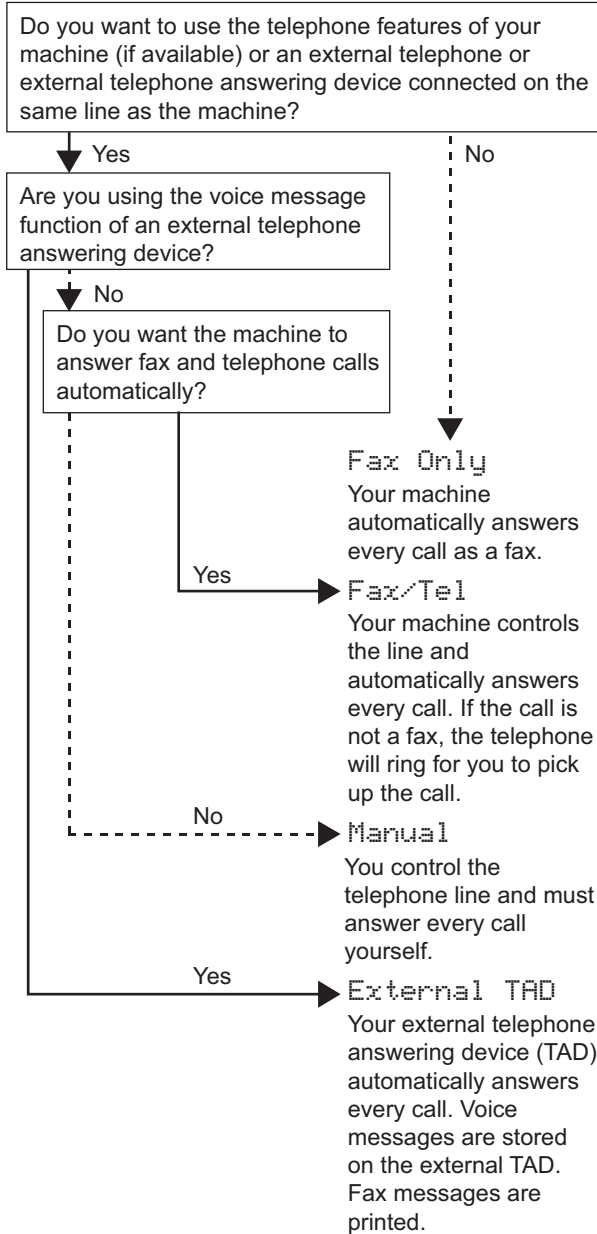 Do you want to use the telephone features of your
machine (if available) or an external telephone or
external telephone answering device connected on the
same line as the machine?
Yes
No
Are you using the voice message
function of an external telephone
answering device?
No
Do you want the machine to
answer fax and telephone calls
automatically?
Fax Only
Your machine
automatically answers
every call as a fax.
Yes
Fax/Tel
Your machine controls
the line and
automatically answers
every call. If the call is
not a fax, the telephone
will ring for you to pick
up the call.
No
Manual
You control the
telephone line and must
answer every call
yourself.
Yes
External TAD
Your external telephone
answering device (TAD)
automatically answers
every call. Voice
messages are stored
on the external TAD.
Fax messages are
printed.